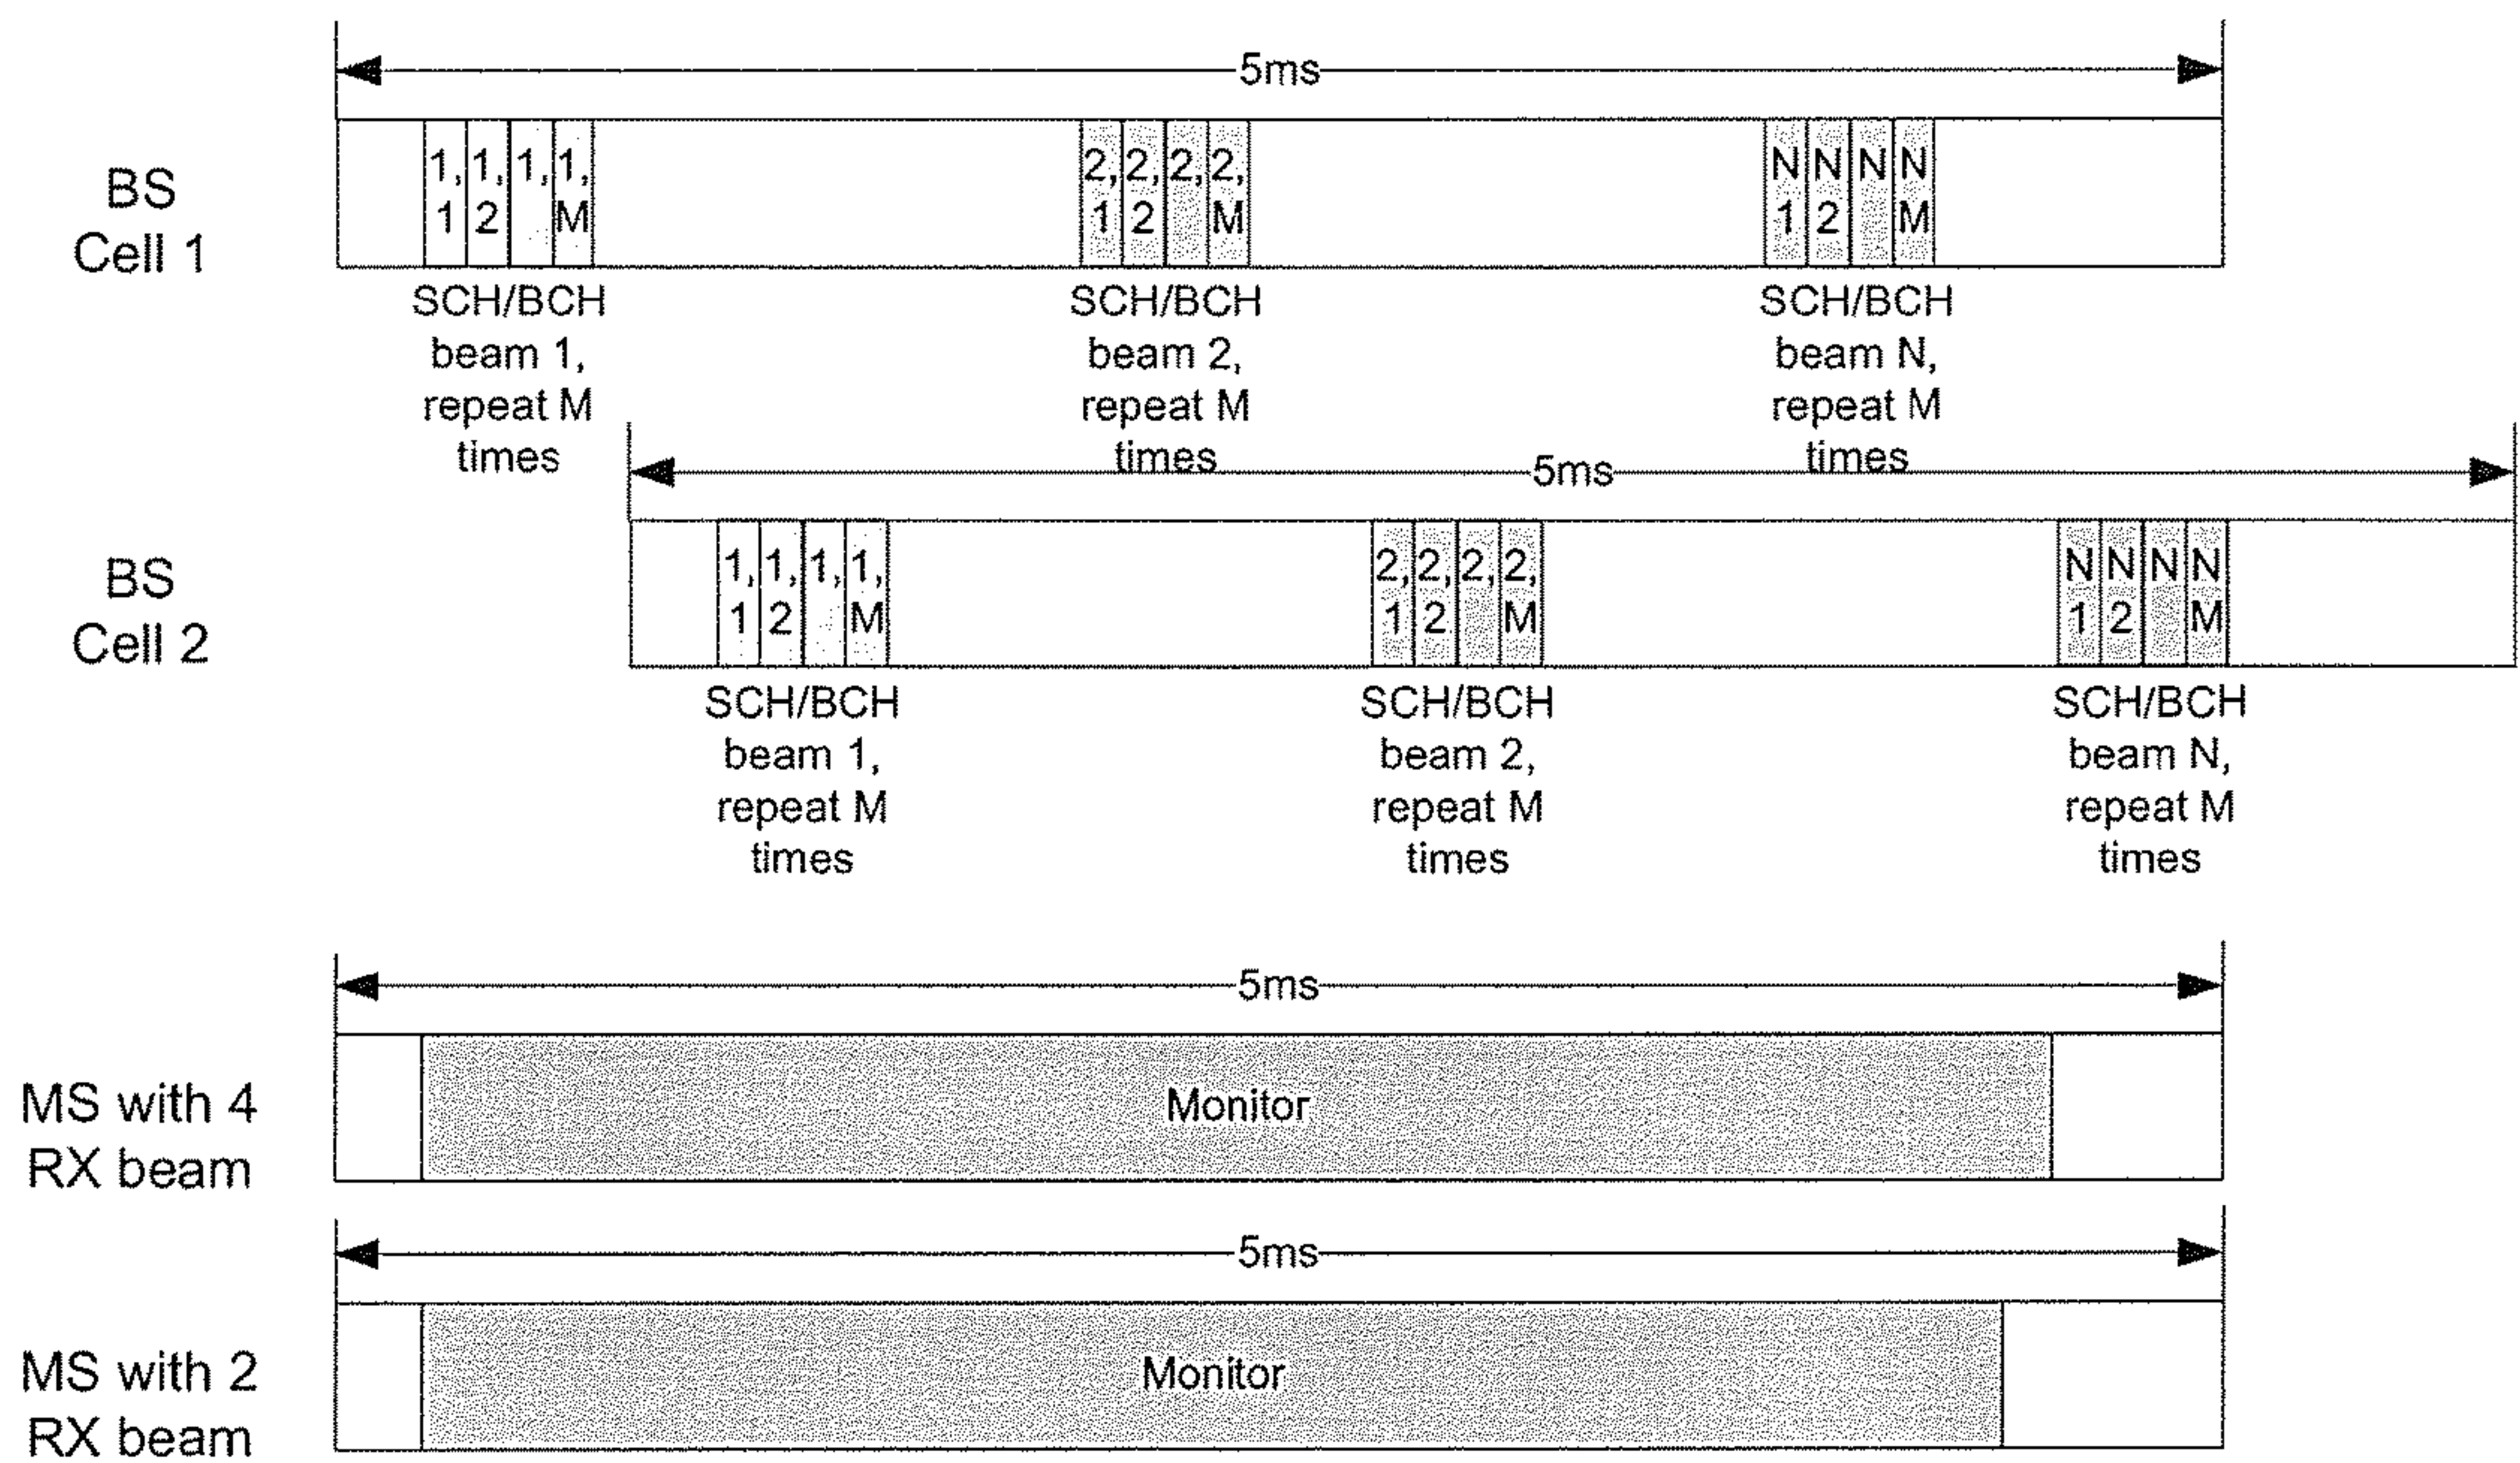 5ms
BS
Cell 1
1, 1, 1, 1,
1 2 M
2, 2, 2, 2,
1 2 M
N N N N
1 2 M
SCH/BCH
beam 1,
repeat M
times
SCH/BCH
beam 2,
repeat M
times
SCH/BCH
beam N,
repeat M
times
5ms
BS
Cell 2
1, 1, 1, 1,
1 2 M
2, 2, 2, 2,
1 2 M
N N N N
1 2 M
SCH/BCH
beam 1,
repeat M
times
SCH/BCH
beam 2,
repeat M
times
SCH/BCH
beam N,
repeat M
times
5ms
MS with 4
RX beam
Monitor
5ms
MS with 2
RX beam
Monitor